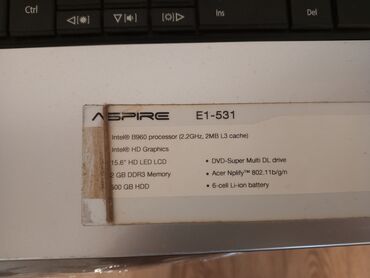 Ctrl
Ins
Del
ASPIRE E1-531
Intel® B960 processor (2.2GHz, 2MB L3 cache)
Intel® HD Graphics
15.6" HD LED LCD
2 GB DDR3 Memory
500 GB HDD
• DVD-Super Multi DL drive
• Acer Nplify™ 802.11b/g/n
• 6-cell Li-ion battery